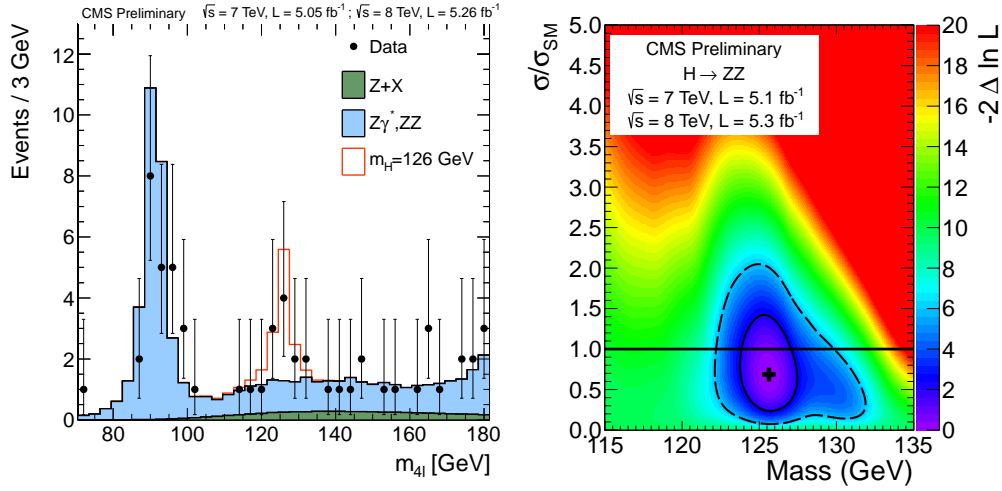 CMS Preliminary √s = 7 TeV, L = 5.05 fb⁻¹ ; √s = 8 TeV, L = 5.26 fb⁻¹
Events / 3 GeV
12
10
8
6
4
2
0
Data
Z+X
Zγ*,ZZ
m_H=126 GeV
80 100 120 140 160 180
m_4l [GeV]
σ/σ_SM
5.0
4.5
4.0
3.5
3.0
2.5
2.0
1.5
1.0
0.5
0.0
CMS Preliminary
H → ZZ
√s = 7 TeV, L = 5.1 fb⁻¹
√s = 8 TeV, L = 5.3 fb⁻¹
115 120 125 130 135
Mass (GeV)
20
18
16
14
12
10
8
6
4
2
0
-2 Δ ln L